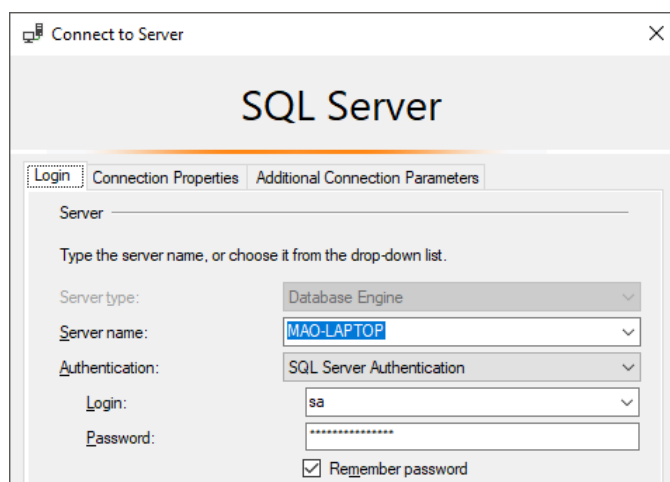 Connect to Server
SQL Server
Login Connection Properties Additional Connection Parameters
Server
Type the server name, or choose it from the drop-down list.
Server type: Database Engine
Server name: MAO-LAPTOP
Authentication: SQL Server Authentication
Login: sa
Password: ***************
Remember password